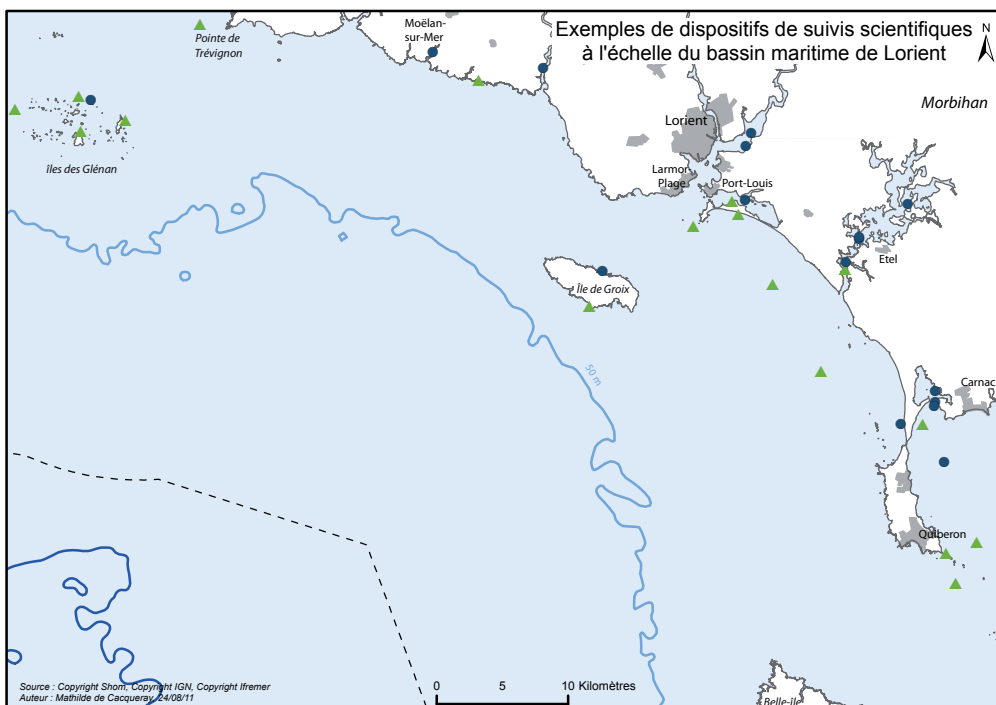 Exemples de dispositifs de suivis scientifiques
à l'échelle du bassin maritime de Lorient
N
Moëlan-
sur-Mer
Pointe de
Trévignon
Morbihan
Lorient
îles des Glénan
Larmor
Plage
Port-Louis
Etel
Île de Groix
50 m
Carnac
Quiberon
Source : Copyright Shom, Copyright IGN, Copyright Ifremer
Auteur : Mathilde de Cacqueray, 24/08/11
0 5 10 Kilomètres
Belle-île